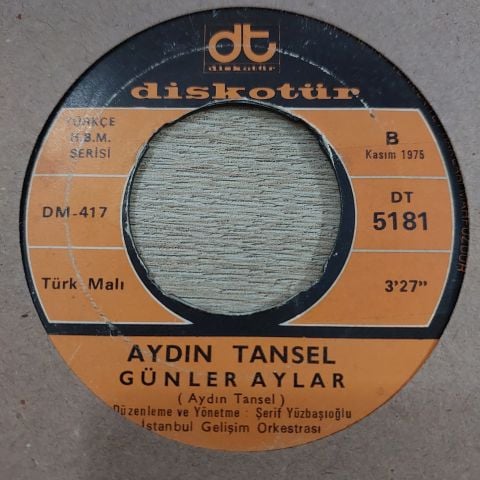 dt
diskotür
diskotür
TÜRKÇE
H.B.M.
SERİSİ
B
Kasım 1975
DM-417
DT
5181
Türk Malı
3'27"
AYDIN TANSEL
GÜNLER AYLAR
( Aydın Tansel )
Düzenleme ve Yönetme : Şerif Yüzbaşıoğlu
İstanbul Gelişim Orkestrası